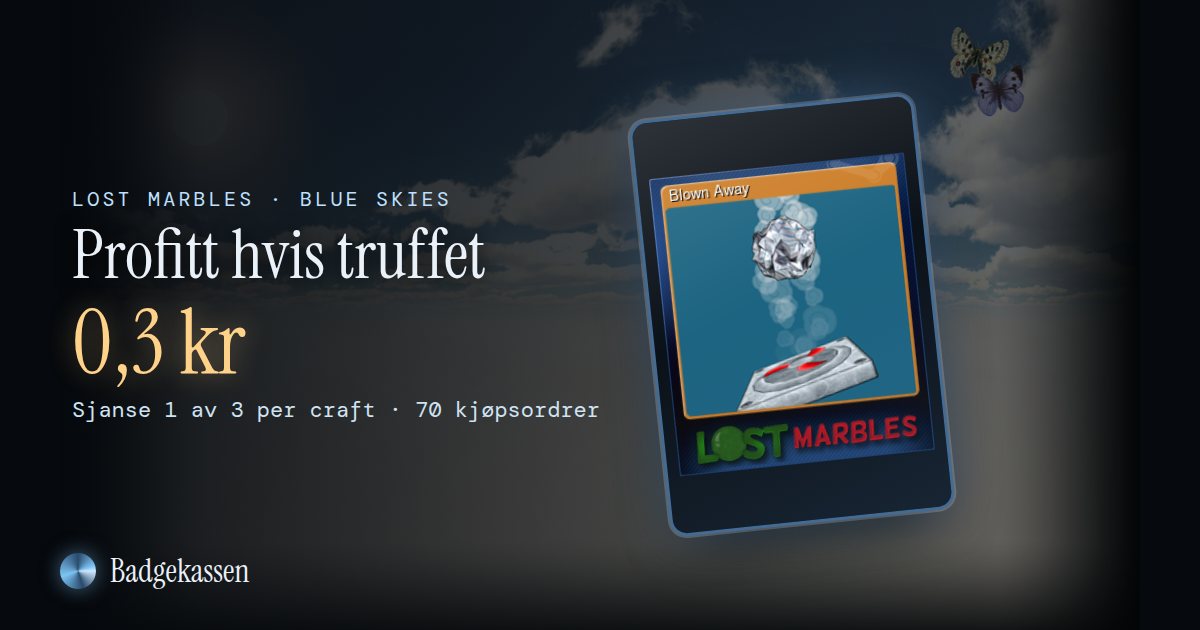 LOST MARBLES · BLUE SKIES
Profitt hvis truffet
0,3 kr
Sjanse 1 av 3 per craft · 70 kjøpsordrer
Blown Away
LOST MARBLES
Badgekassen